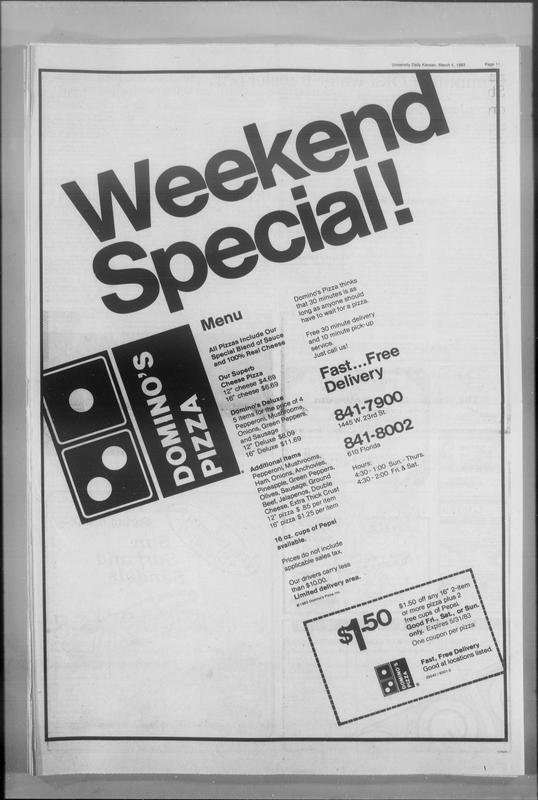 University Daily Kansan, March 4, 1983 Page 11
Weekend
Special!
DOMINO'S
PIZZA
Menu
All Pizzas Include Our
Special Blend of Sauce
and 100% Real Cheese
Our Superb
Cheese Pizza
12" cheese $4.69
16" cheese $6.69
Domino's Deluxe
5 items for the price of 4
Pepperoni, Mushrooms,
Onions, Green Peppers,
and Sausage
12" Deluxe $8.09
16" Deluxe $11.69
Additional Items
Pepperoni, Mushrooms,
Ham, Onions, Anchovies,
Pineapple, Green Peppers,
Olives, Sausage, Ground
Beef, Jalapenos, Double
Cheese, Extra Thick Crust
12" pizza $ .85 per item
16" pizza $1.25 per item
16 oz. cups of Pepsi
available.
Prices do not include
applicable sales tax.
Our drivers carry less
than $10.00.
Limited delivery area.
©1983 Domino's Pizza, Inc.
Domino's Pizza thinks
that 30 minutes is as
long as anyone should
have to wait for a pizza.
Free 30 minute delivery
and 10 minute pick-up
service.
Just call us!
Fast...Free
Delivery
841-7900
1445 W. 23rd St.
841-8002
610 Florida
Hours:
4:30 - 1:00 Sun. - Thurs.
4:30 - 2:00 Fri. & Sat.
$1.50
$1.50 off any 16" 2-item
or more pizza plus 2
free cups of Pepsi.
Good Fri., Sat., or Sun.
only. Expires 5/31/83
One coupon per pizza
Fast, Free Delivery
Good at locations listed.
DOMINO'S
PIZZA